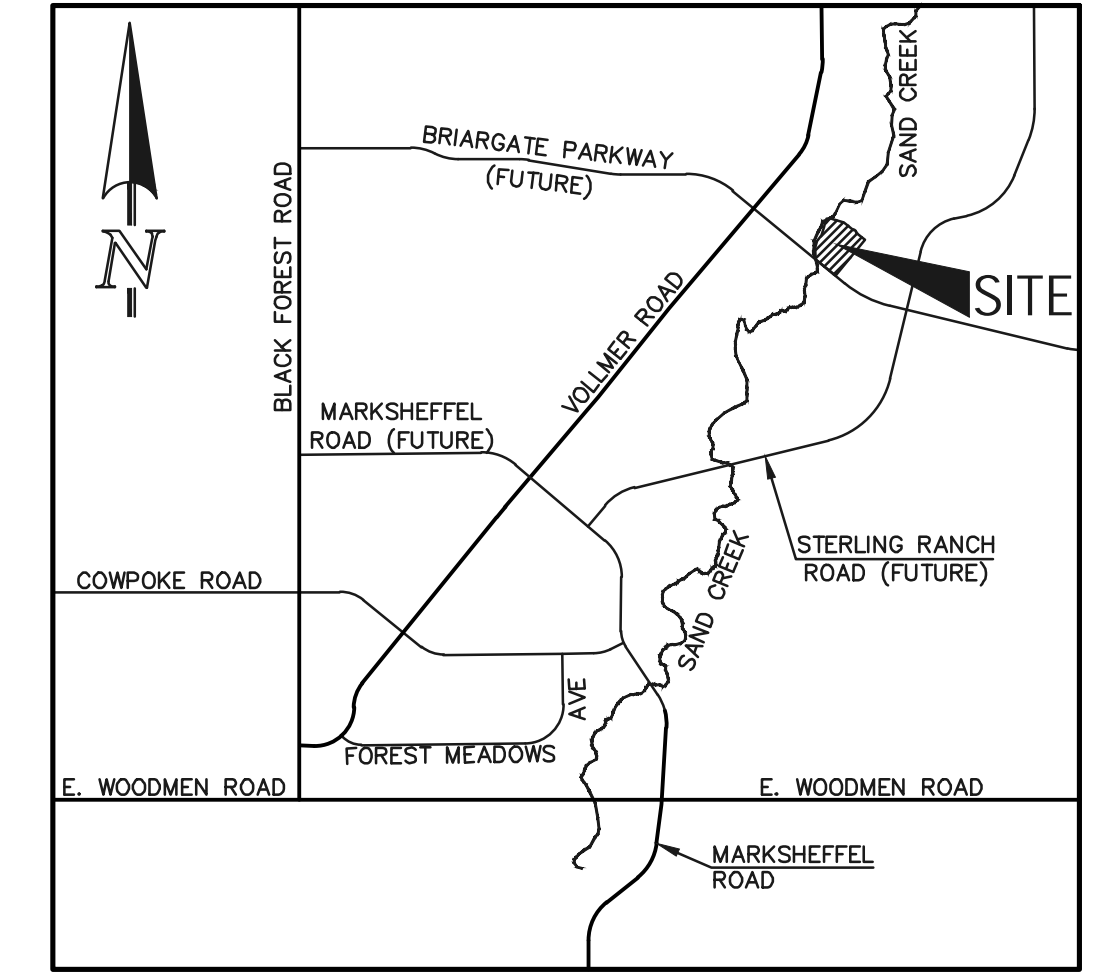 SAND CREEK
BRIARGATE PARKWAY
(FUTURE)
BLACK FOREST ROAD
N
SITE
VOLLMER ROAD
MARKSHEFFEL
ROAD (FUTURE)
STERLING RANCH
ROAD (FUTURE)
SAND CREEK
COWPOKE ROAD
AVE
FOREST MEADOWS
E. WOODMEN ROAD
E. WOODMEN ROAD
MARKSHEFFEL
ROAD